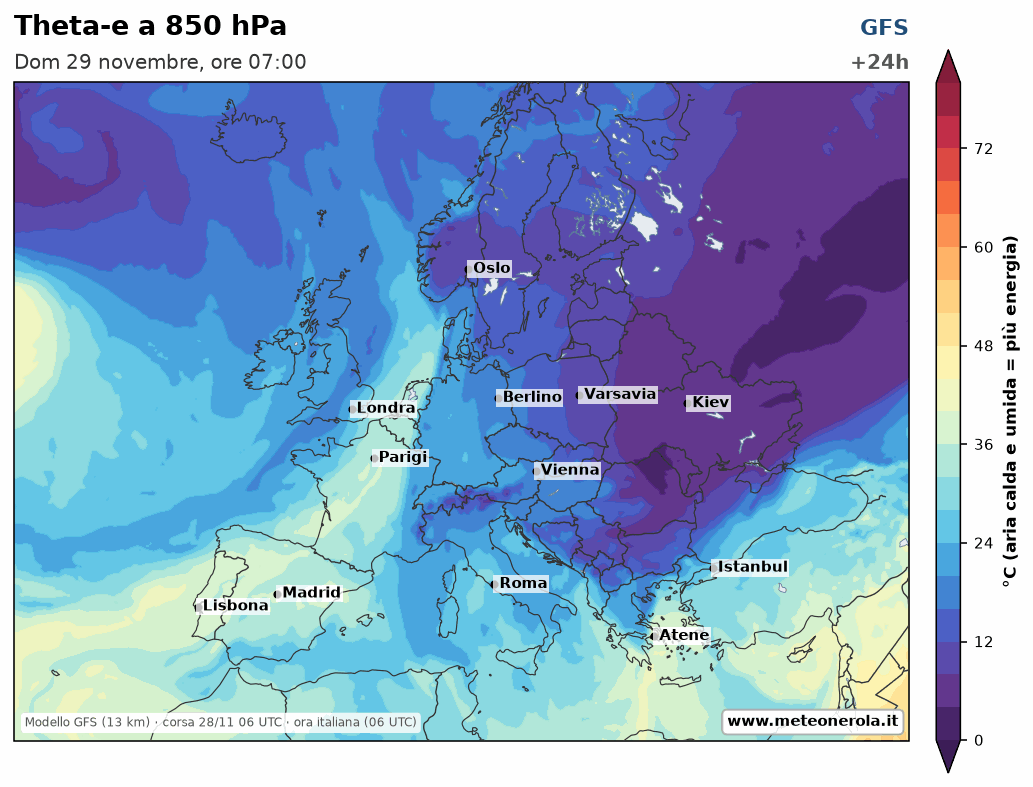 Theta-e a 850 hPa
GFS
Dom 29 novembre, ore 07:00
+24h
72
60
48
36
24
12
0
°C (aria calda e umida = più energia)
Oslo
Londra
Berlino
Varsavia
Kiev
Parigi
Vienna
Istanbul
Roma
Madrid
Lisbona
Atene
Modello GFS (13 km) · corsa 28/11 06 UTC · ora italiana (06 UTC)
www.meteonerola.it